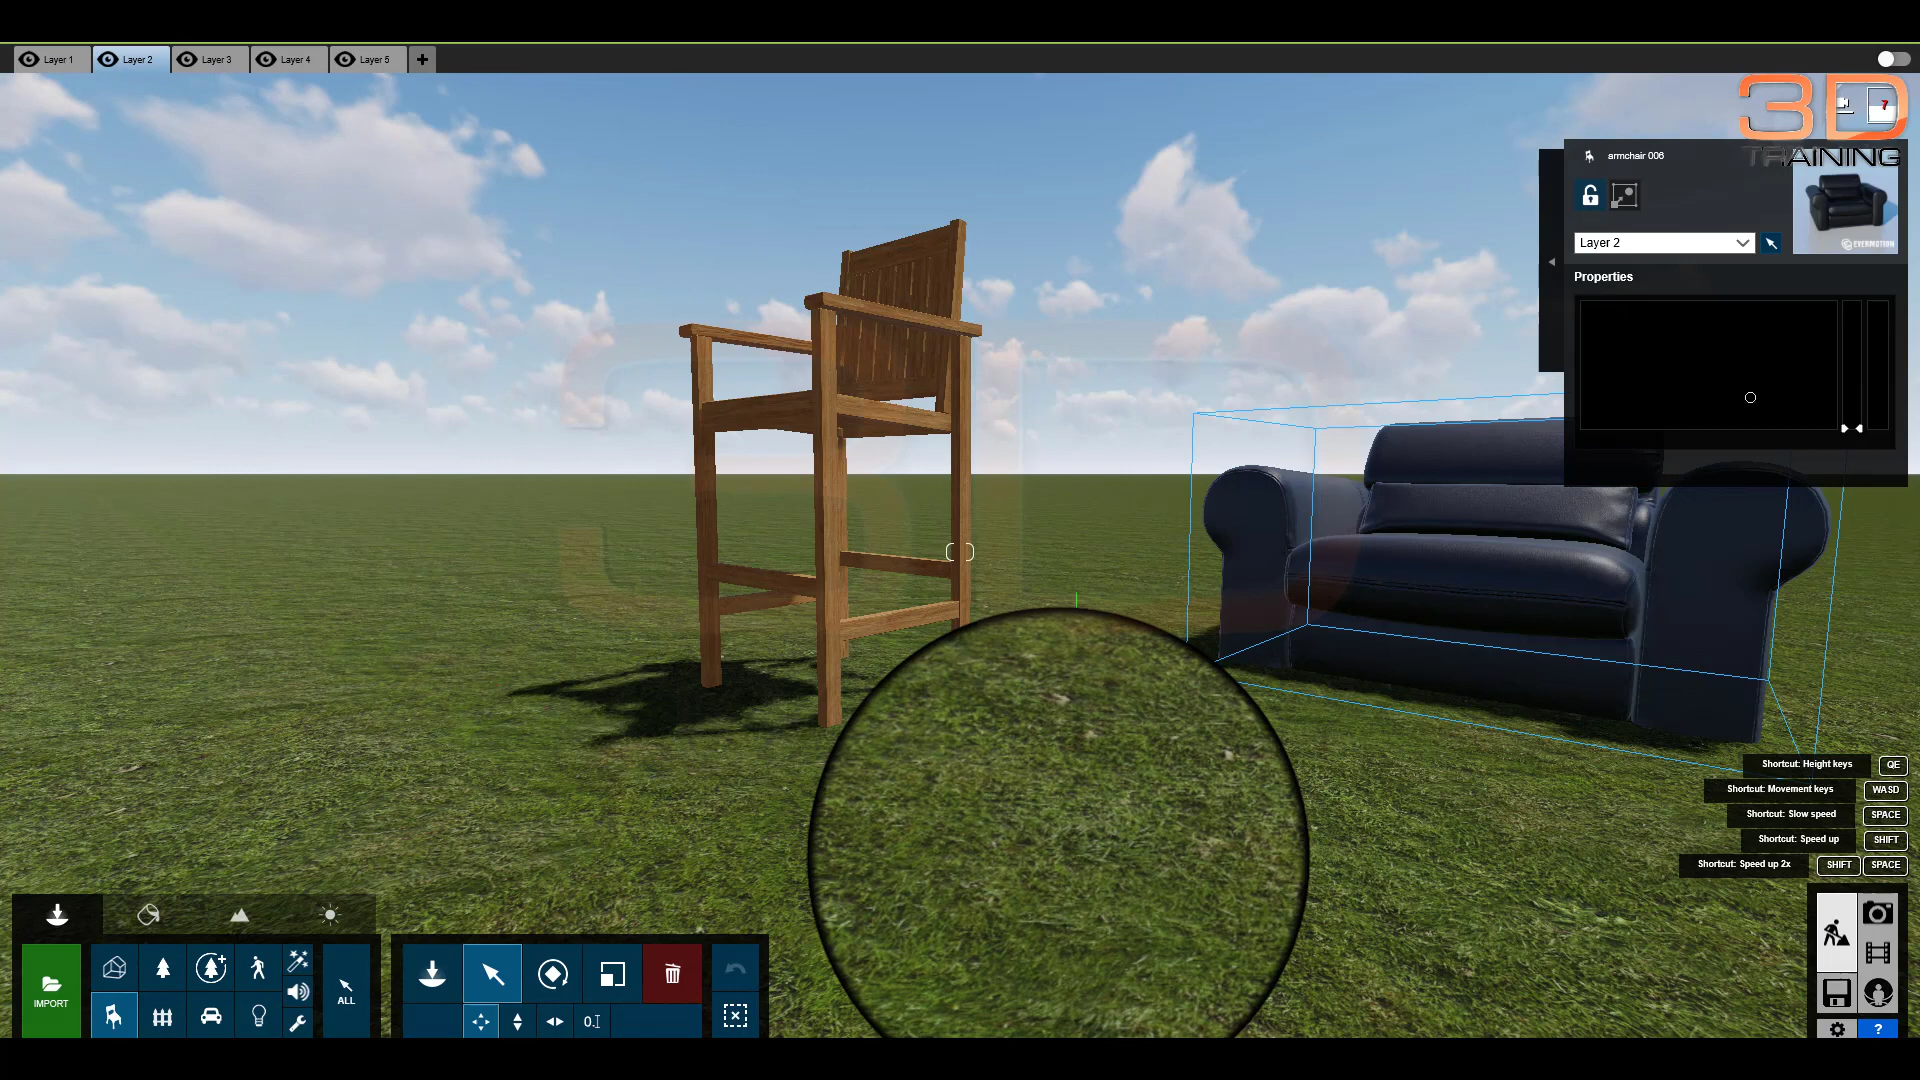 Layer 1
Layer 2
Layer 3
Layer 4
Layer 5
+
3D
TRAINING
7
armchair 006
Layer 2
EVERMOTION
Properties
Shortcut: Height keys QE
Shortcut: Movement keys WASD
Shortcut: Slow speed SPACE
Shortcut: Speed up SHIFT
Shortcut: Speed up 2x SHIFT SPACE
IMPORT
ALL
0.
?